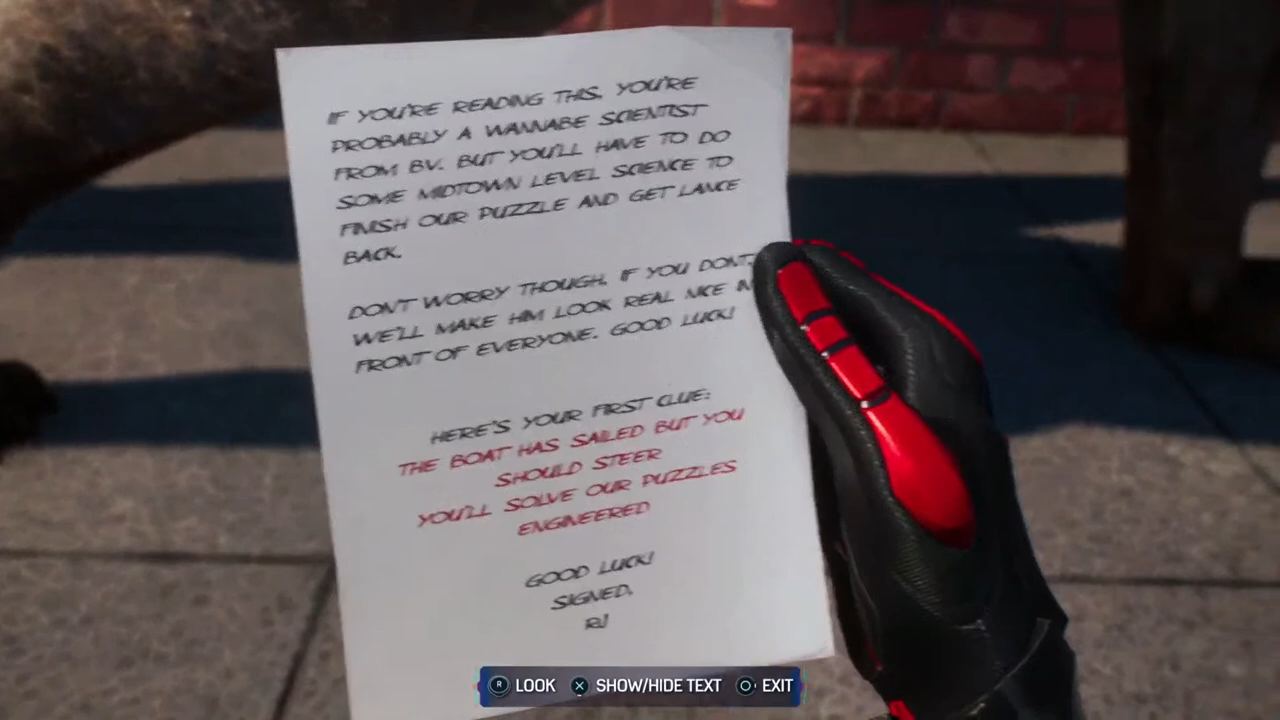 IF YOU'RE READING THIS, YOU'RE
PROBABLY A WANNABE SCIENTIST
FROM BV. BUT YOU'LL HAVE TO DO
SOME MIDTOWN LEVEL SCIENCE TO
FINISH OUR PUZZLE AND GET LANCE
BACK.
DON'T WORRY THOUGH. IF YOU DON'T,
WE'LL MAKE HIM LOOK REAL NICE IN
FRONT OF EVERYONE. GOOD LUCK!
HERE'S YOUR FIRST CLUE:
THE BOAT HAS SAILED BUT YOU
SHOULD STEER
YOU'LL SOLVE OUR PUZZLES
ENGINEERED
GOOD LUCK!
SIGNED,
RJ
R LOOK SHOW/HIDE TEXT EXIT